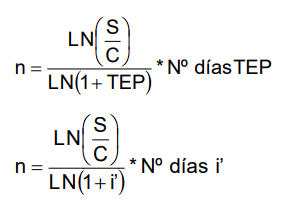 n = LN(S/C) / LN(1+ TEP) * Nº días TEP
n = LN(S/C) / LN(1+ i') * Nº días i'